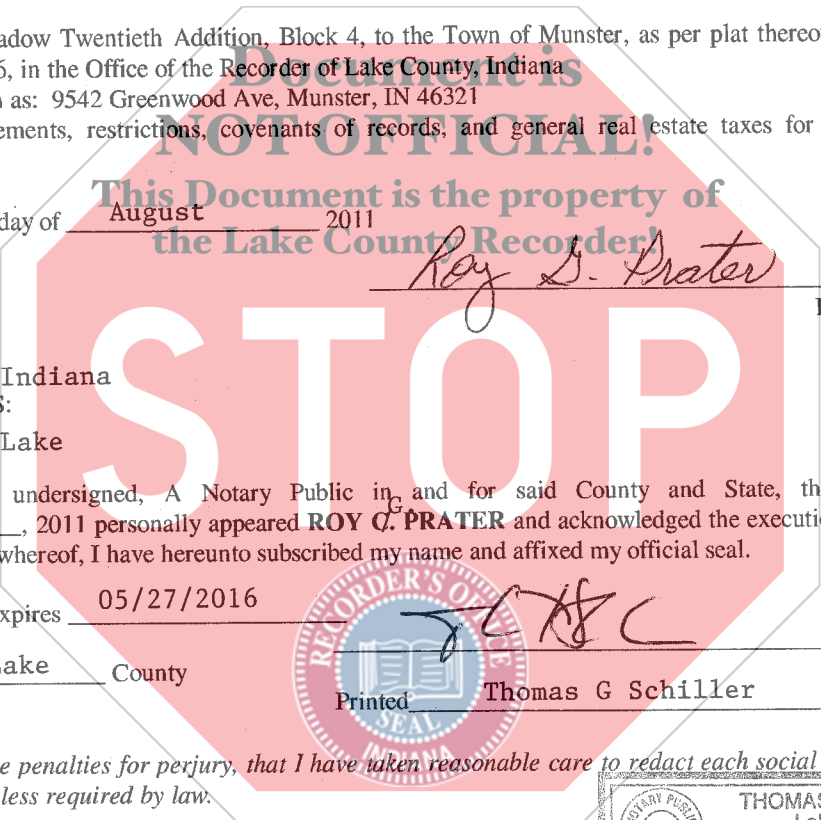 adow Twentieth Addition, Block 4, to the Town of Munster, as per plat thereo
6, in the Office of the Recorder of Lake County, Indiana
Document is
as: 9542 Greenwood Ave, Munster, IN 46321
ements, restrictions, covenants of records, and general real estate taxes for
NOT OFFICIAL!
This Document is the property of
day of August 2011
the Lake County Recorder!
Roy G. Prater
STOP
Indiana
S:
Lake
undersigned, A Notary Public in and for said County and State, th
G
, 2011 personally appeared ROY C. PRATER and acknowledged the executi
whereof, I have hereunto subscribed my name and affixed my official seal.
xpires 05/27/2016
ake County
Printed Thomas G Schiller
RECORDER'S OFFICE
SEAL
INDIANA
e penalties for perjury, that I have taken reasonable care to redact each social
less required by law.
NOTARY PUBLIC
THOMAS